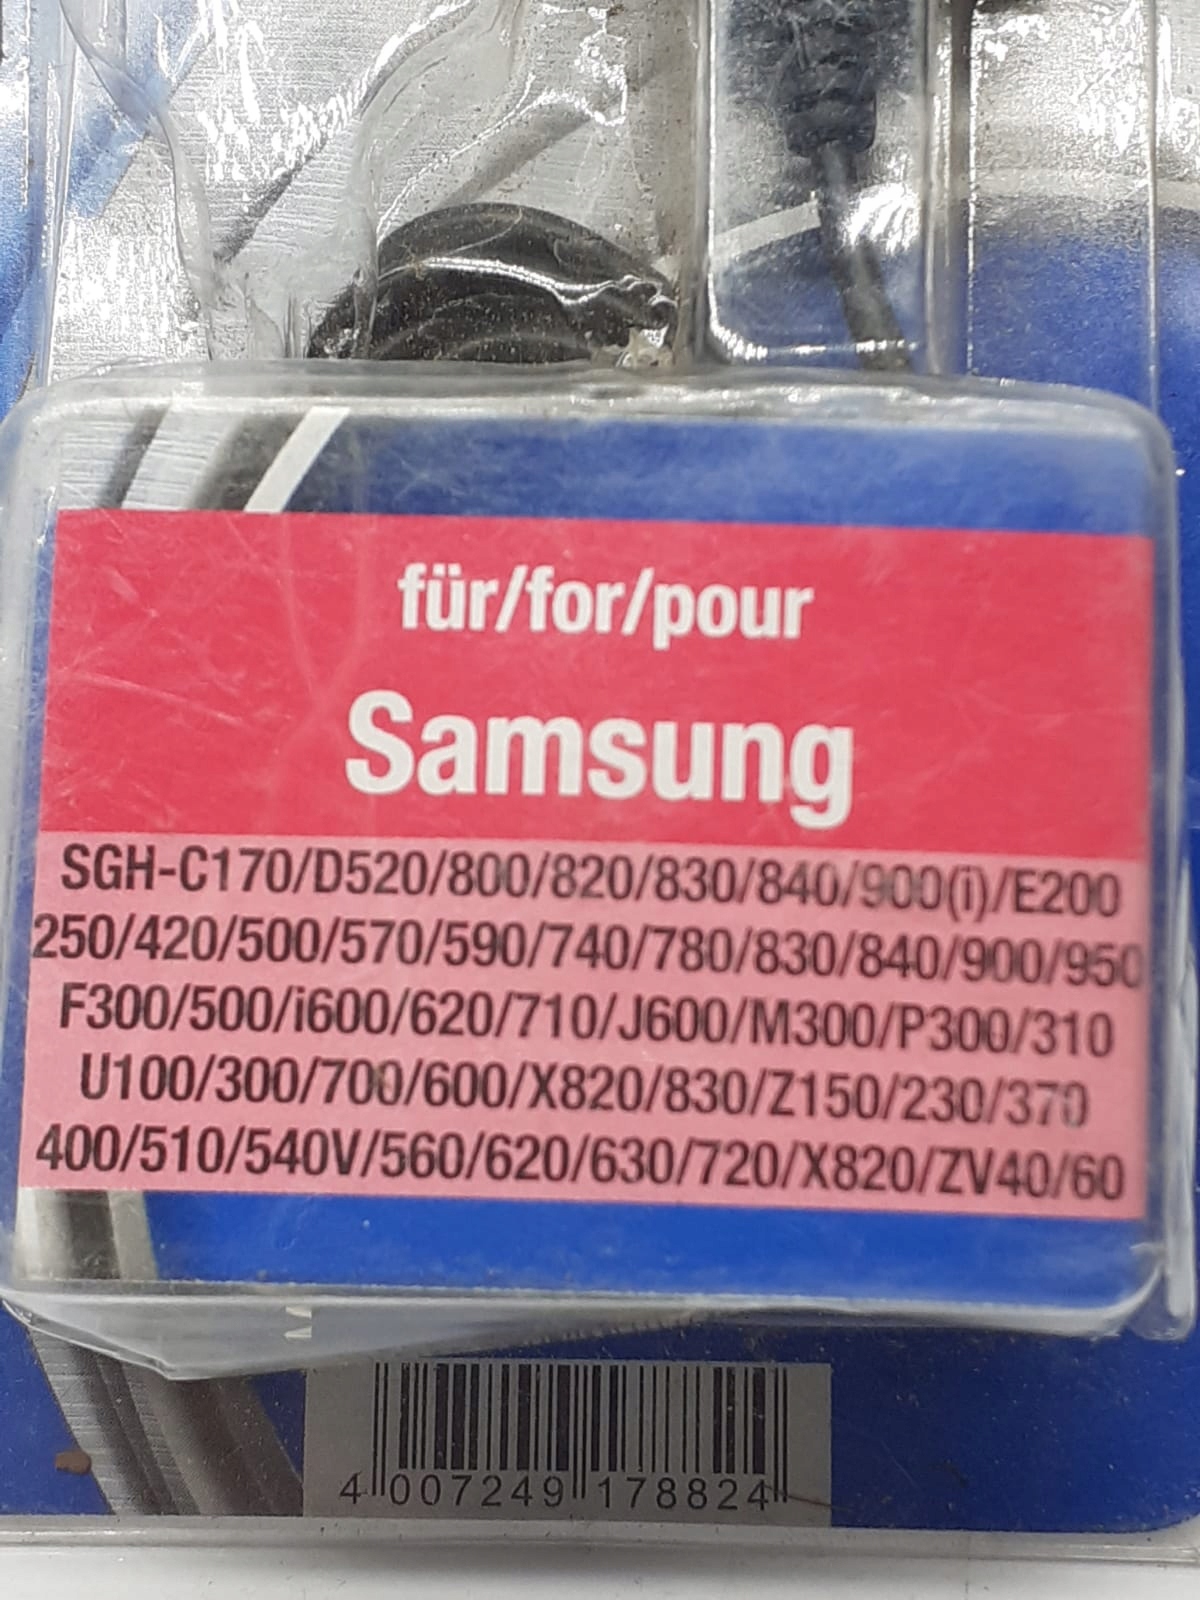 für/for/pour
Samsung
SGH-C170/D520/800/820/830/840/900(i)/E200
250/420/500/570/590/740/780/830/840/900/950
F300/500/i600/620/710/J600/M300/P300/310
U100/300/700/600/X820/830/Z150/230/370
400/510/540V/560/620/630/720/X820/ZV40/60
4 007249 178824